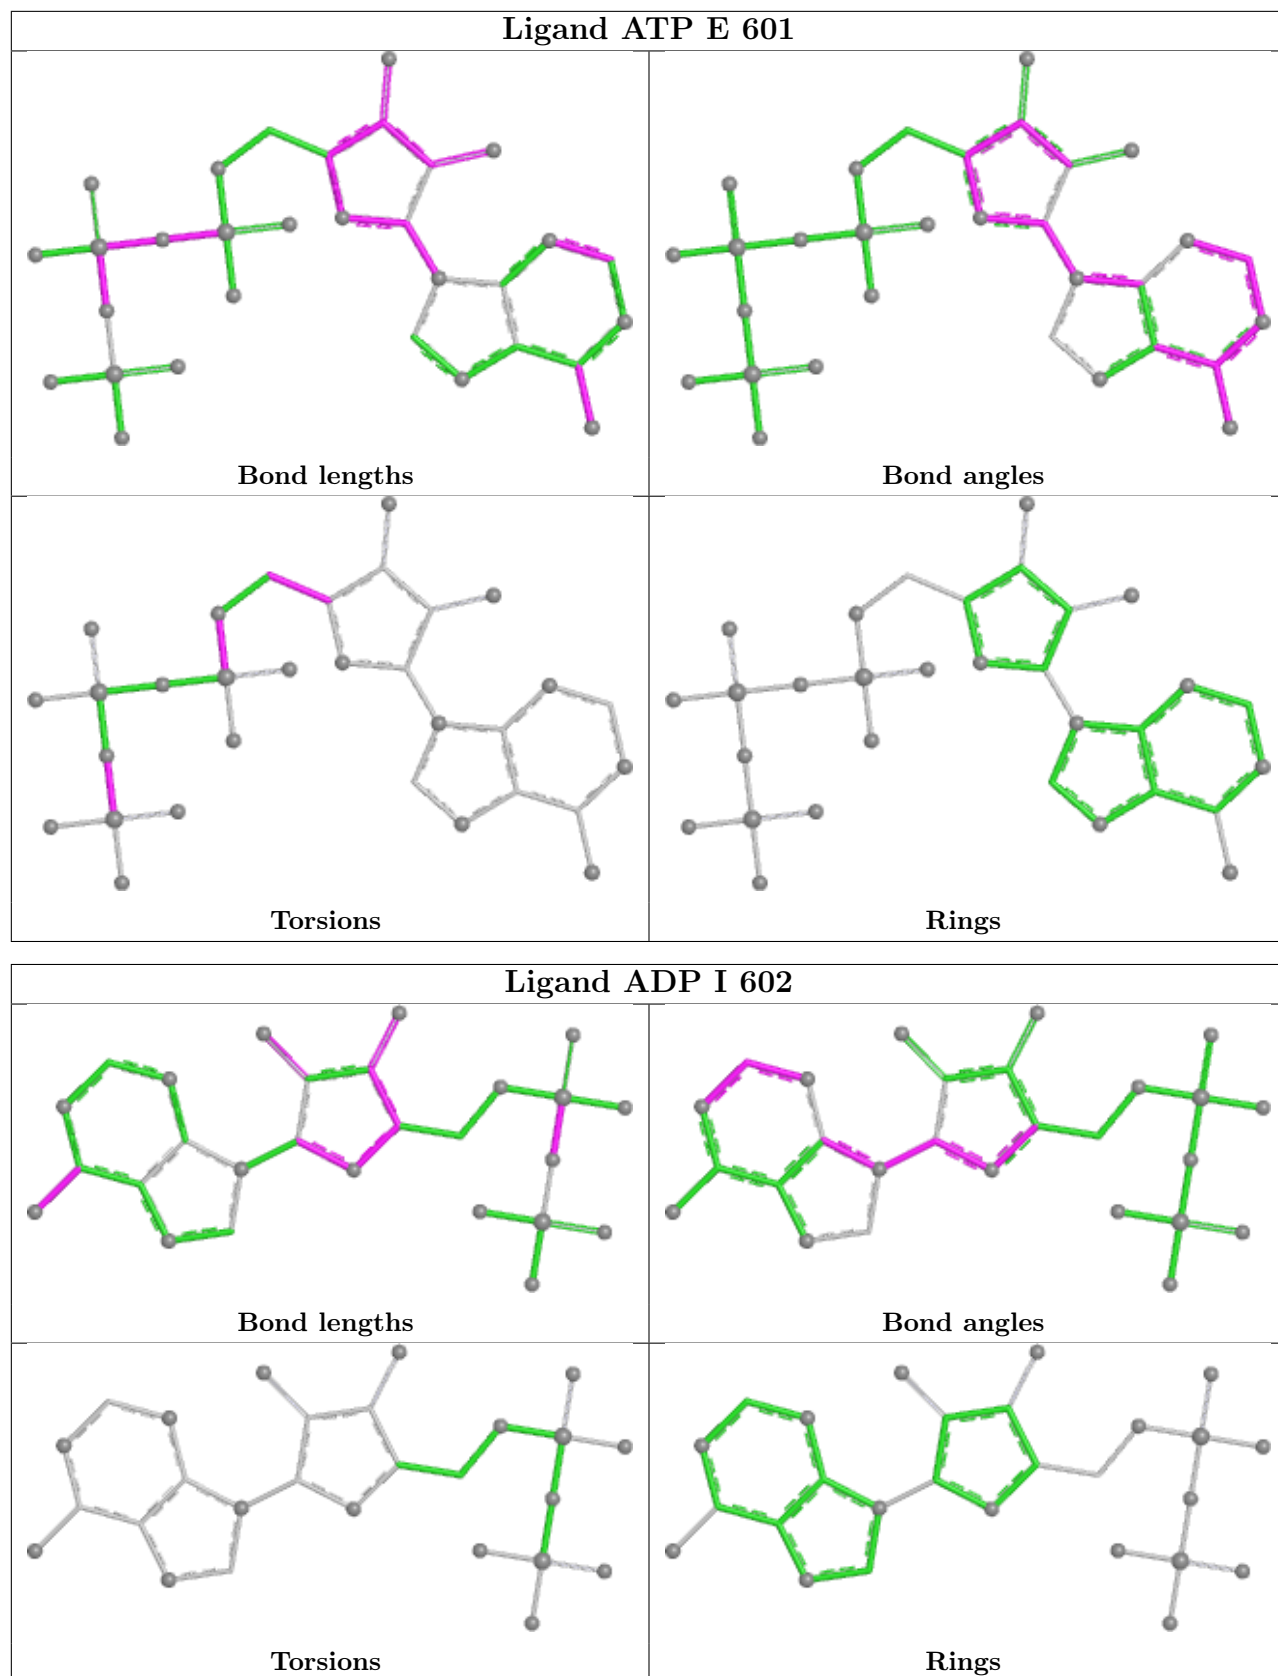 Ligand ATP E 601
Bond lengths
Bond angles
Torsions
Rings
Ligand ADP I 602
Bond lengths
Bond angles
Torsions
Rings